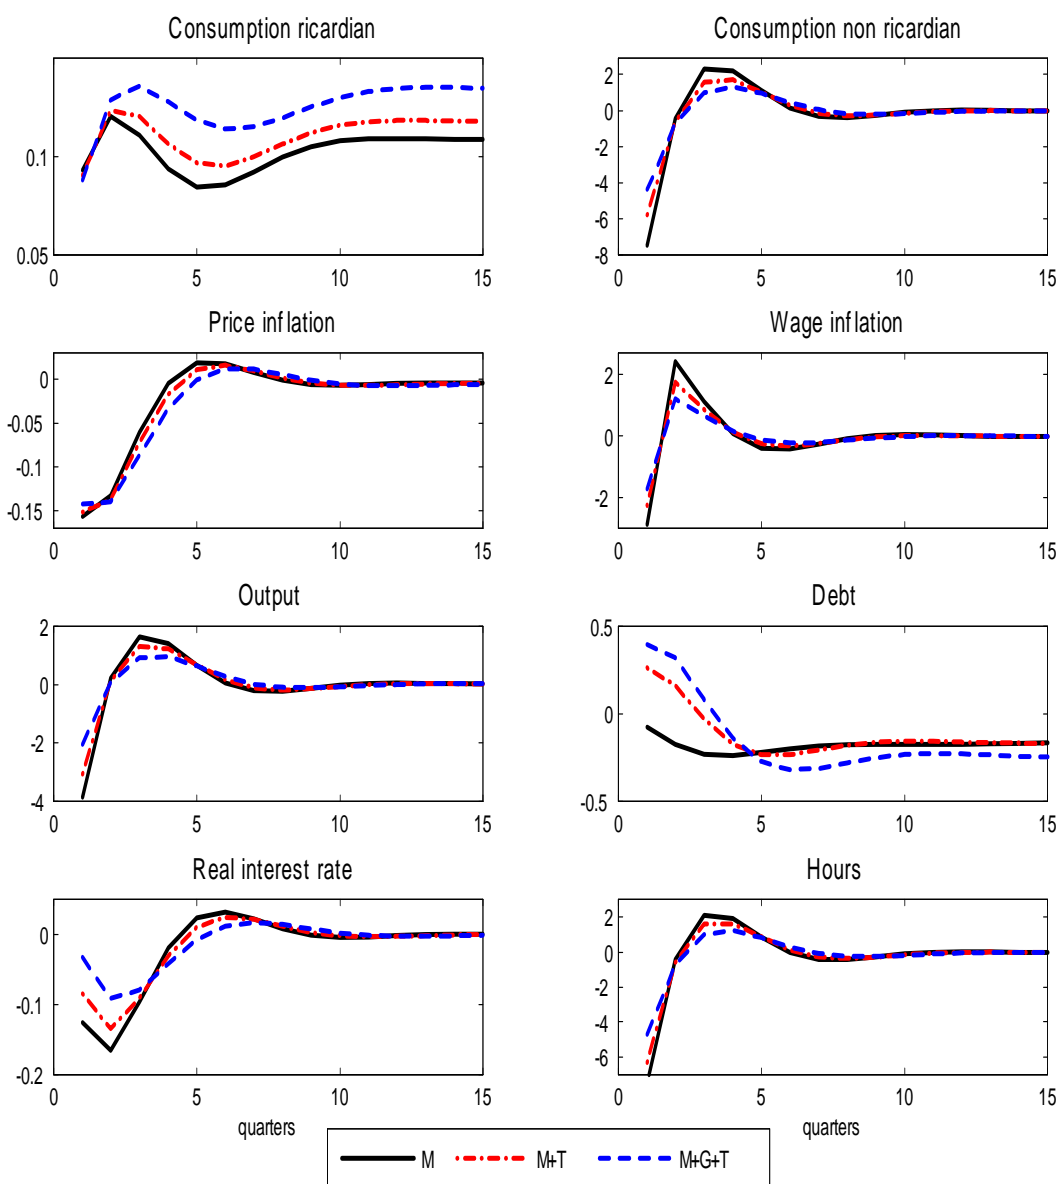 Consumption ricardian
0.1
0.05
0 5 10 15
Consumption non ricardian
2
0
-2
-4
-6
-8
0 5 10 15
Price inflation
0
-0.05
-0.1
-0.15
0 5 10 15
Wage inflation
2
0
-2
0 5 10 15
Output
2
0
-2
-4
0 5 10 15
Debt
0.5
0
-0.5
0 5 10 15
Real interest rate
0
-0.1
-0.2
0 5 10 15
quarters
Hours
2
0
-2
-4
-6
0 5 10 15
quarters
M M+T M+G+T